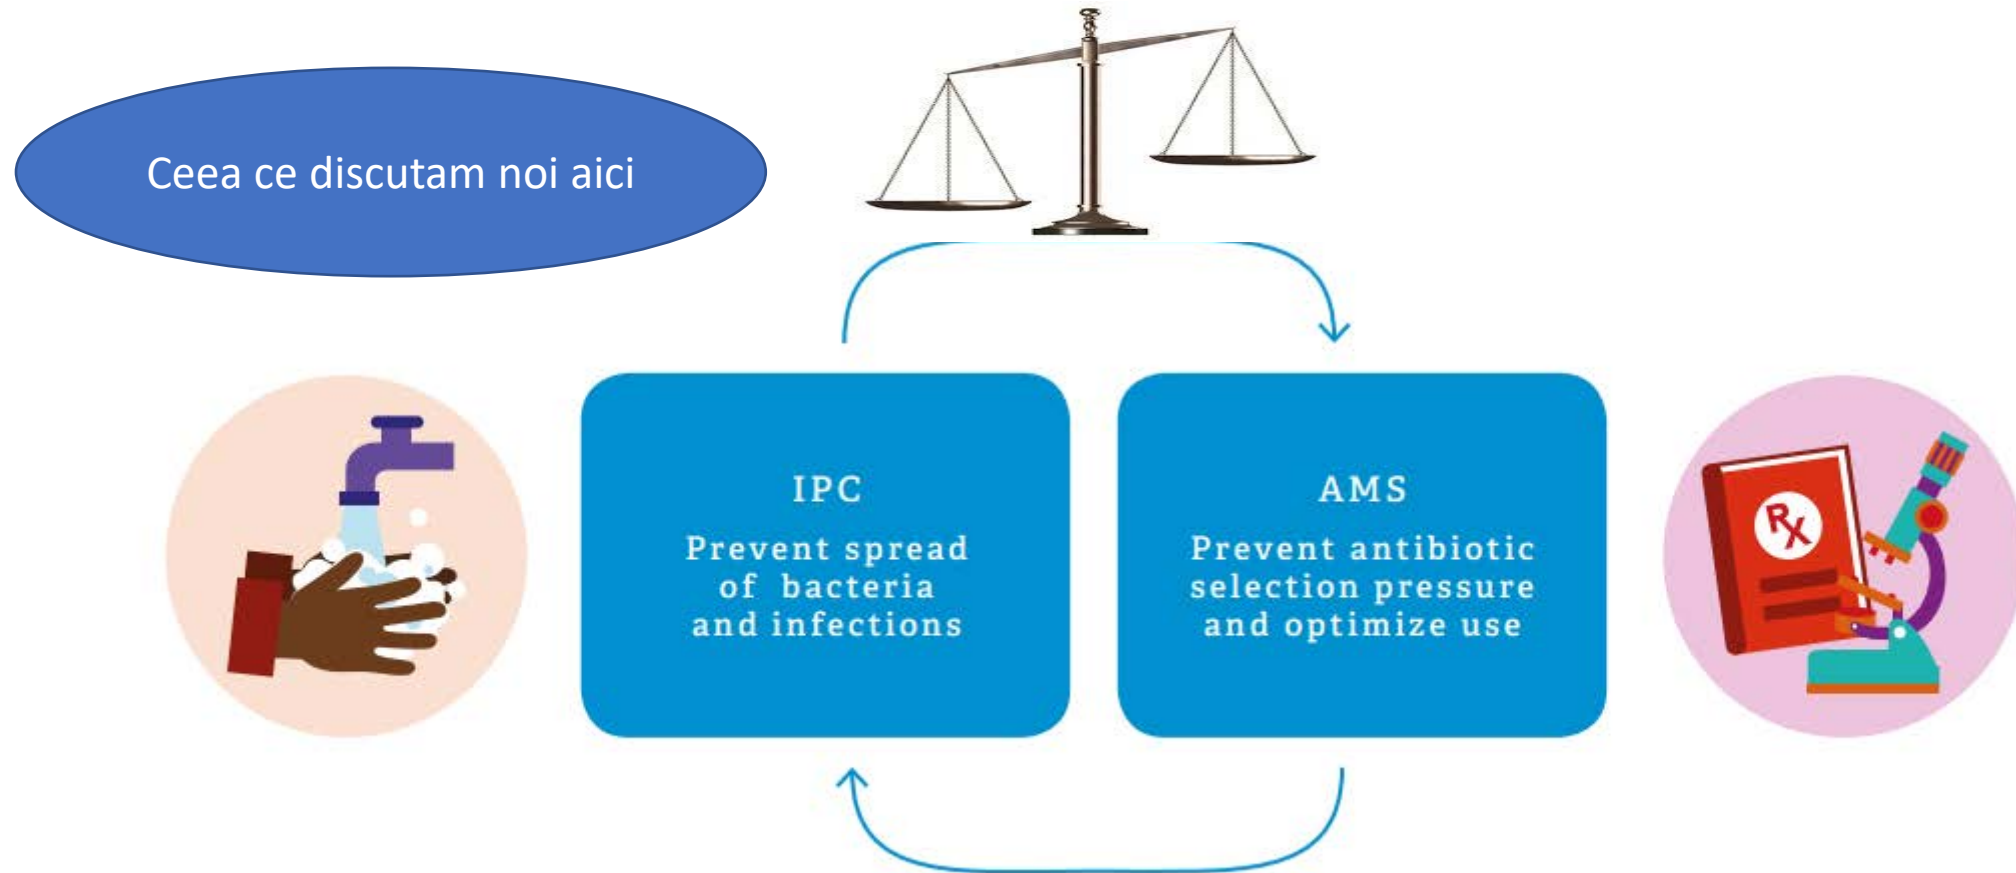 Ceea ce discutam noi aici
IPC
Prevent spread
of bacteria
and infections
AMS
Prevent antibiotic
selection pressure
and optimize use
Rx